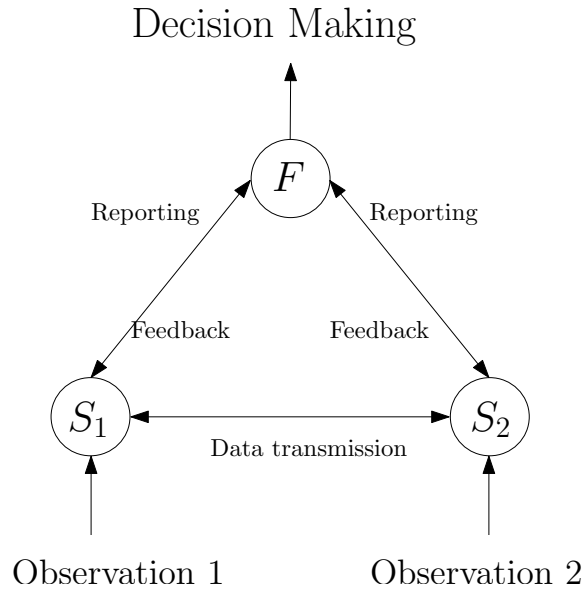 Decision Making
F
Reporting
Reporting
Feedback
Feedback
S₁
S₂
Data transmission
Observation 1
Observation 2